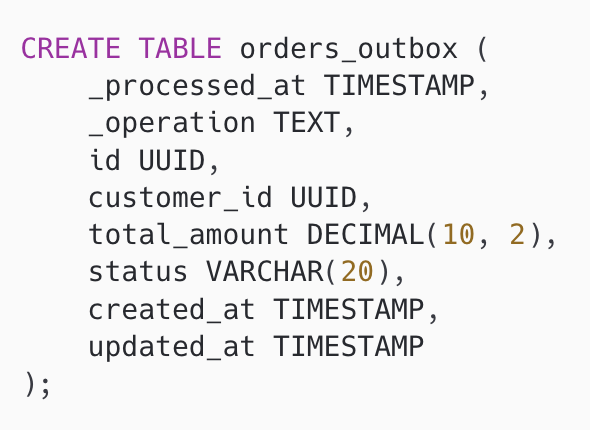 CREATE TABLE orders_outbox (
    _processed_at TIMESTAMP,
    _operation TEXT,
    id UUID,
    customer_id UUID,
    total_amount DECIMAL(10, 2),
    status VARCHAR(20),
    created_at TIMESTAMP,
    updated_at TIMESTAMP
);